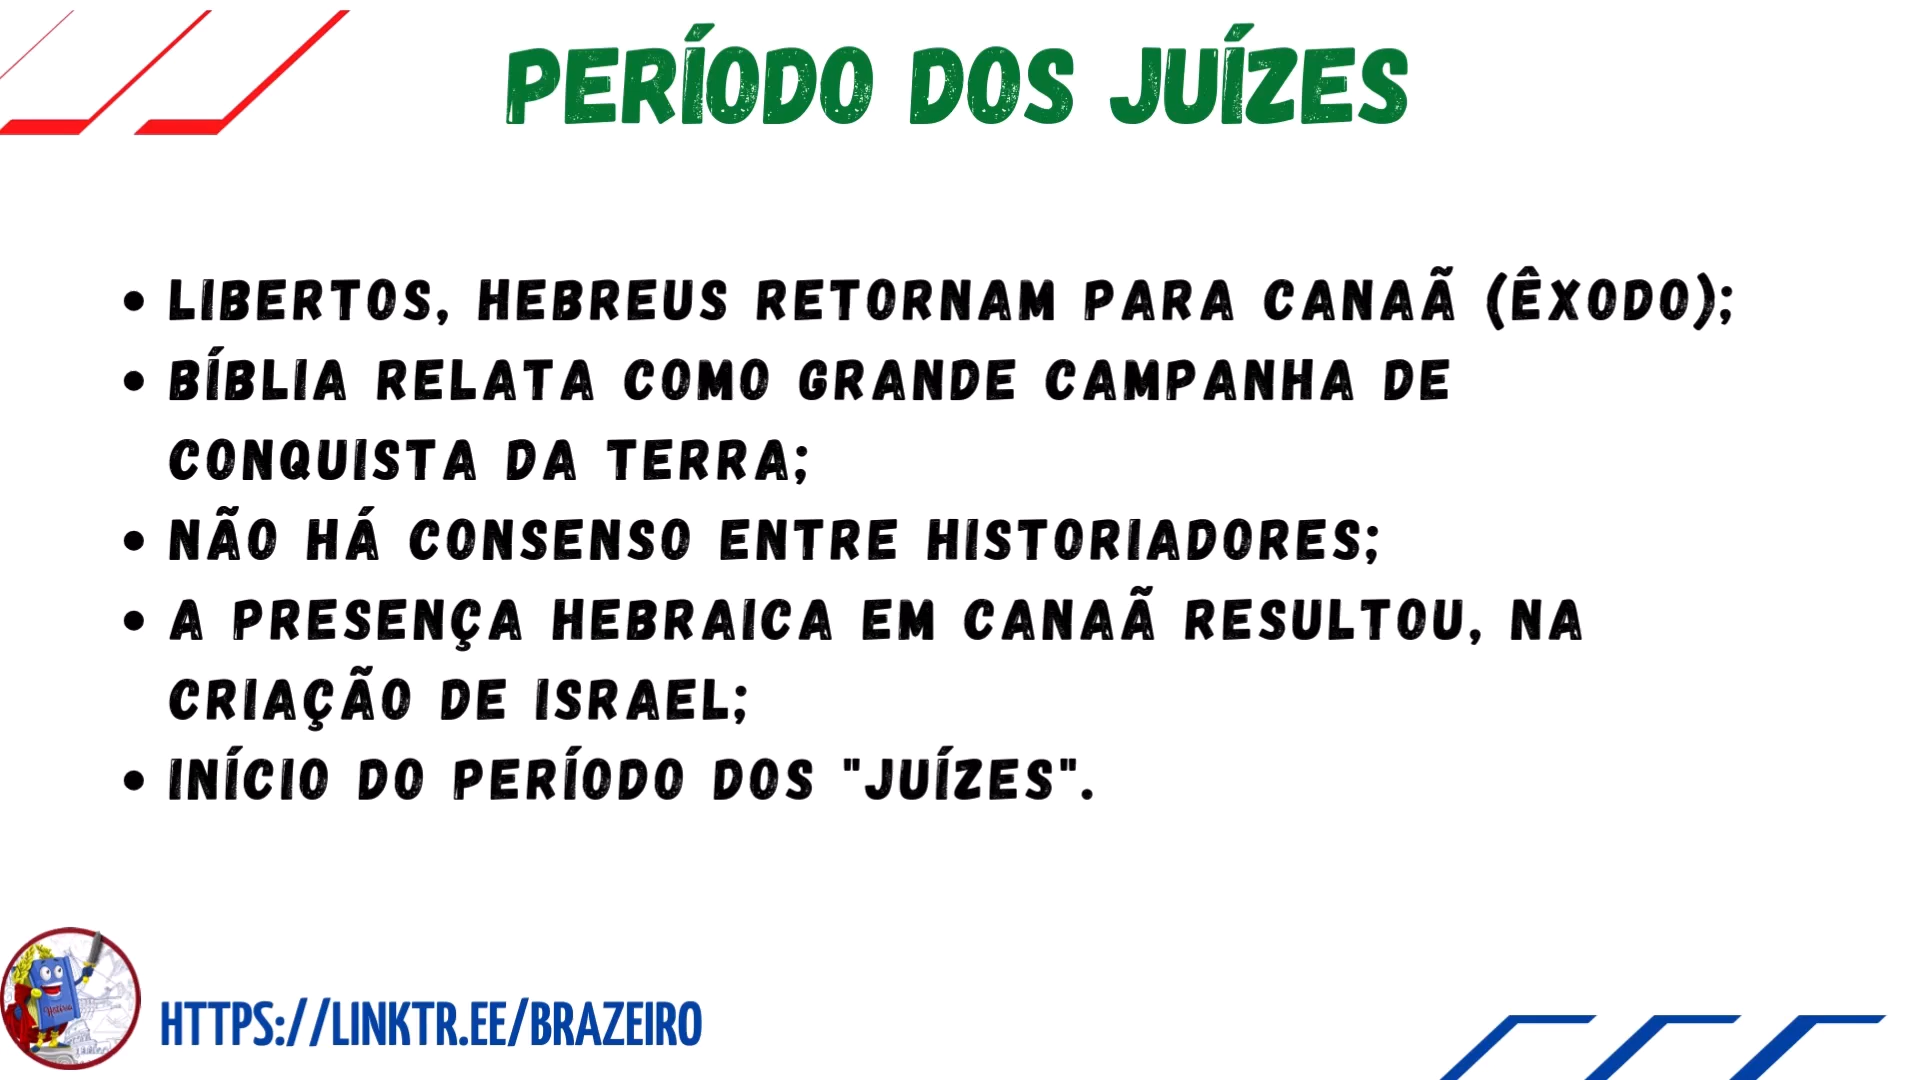 PERÍODO DOS JUÍZES
• LIBERTOS, HEBREUS RETORNAM PARA CANAÃ (ÊXODO);
• BÍBLIA RELATA COMO GRANDE CAMPANHA DE
CONQUISTA DA TERRA;
• NÃO HÁ CONSENSO ENTRE HISTORIADORES;
• A PRESENÇA HEBRAICA EM CANAÃ RESULTOU, NA
CRIAÇÃO DE ISRAEL;
• INÍCIO DO PERÍODO DOS "JUÍZES".
História
HTTPS://LINKTR.EE/BRAZEIRO